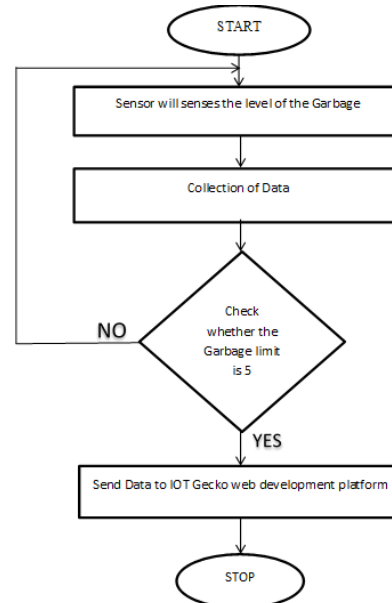 START
Sensor will senses the level of the Garbage
Collection of Data
Check
whether the
Garbage limit
is 5
NO
YES
Send Data to IOT Gecko web development platform
STOP